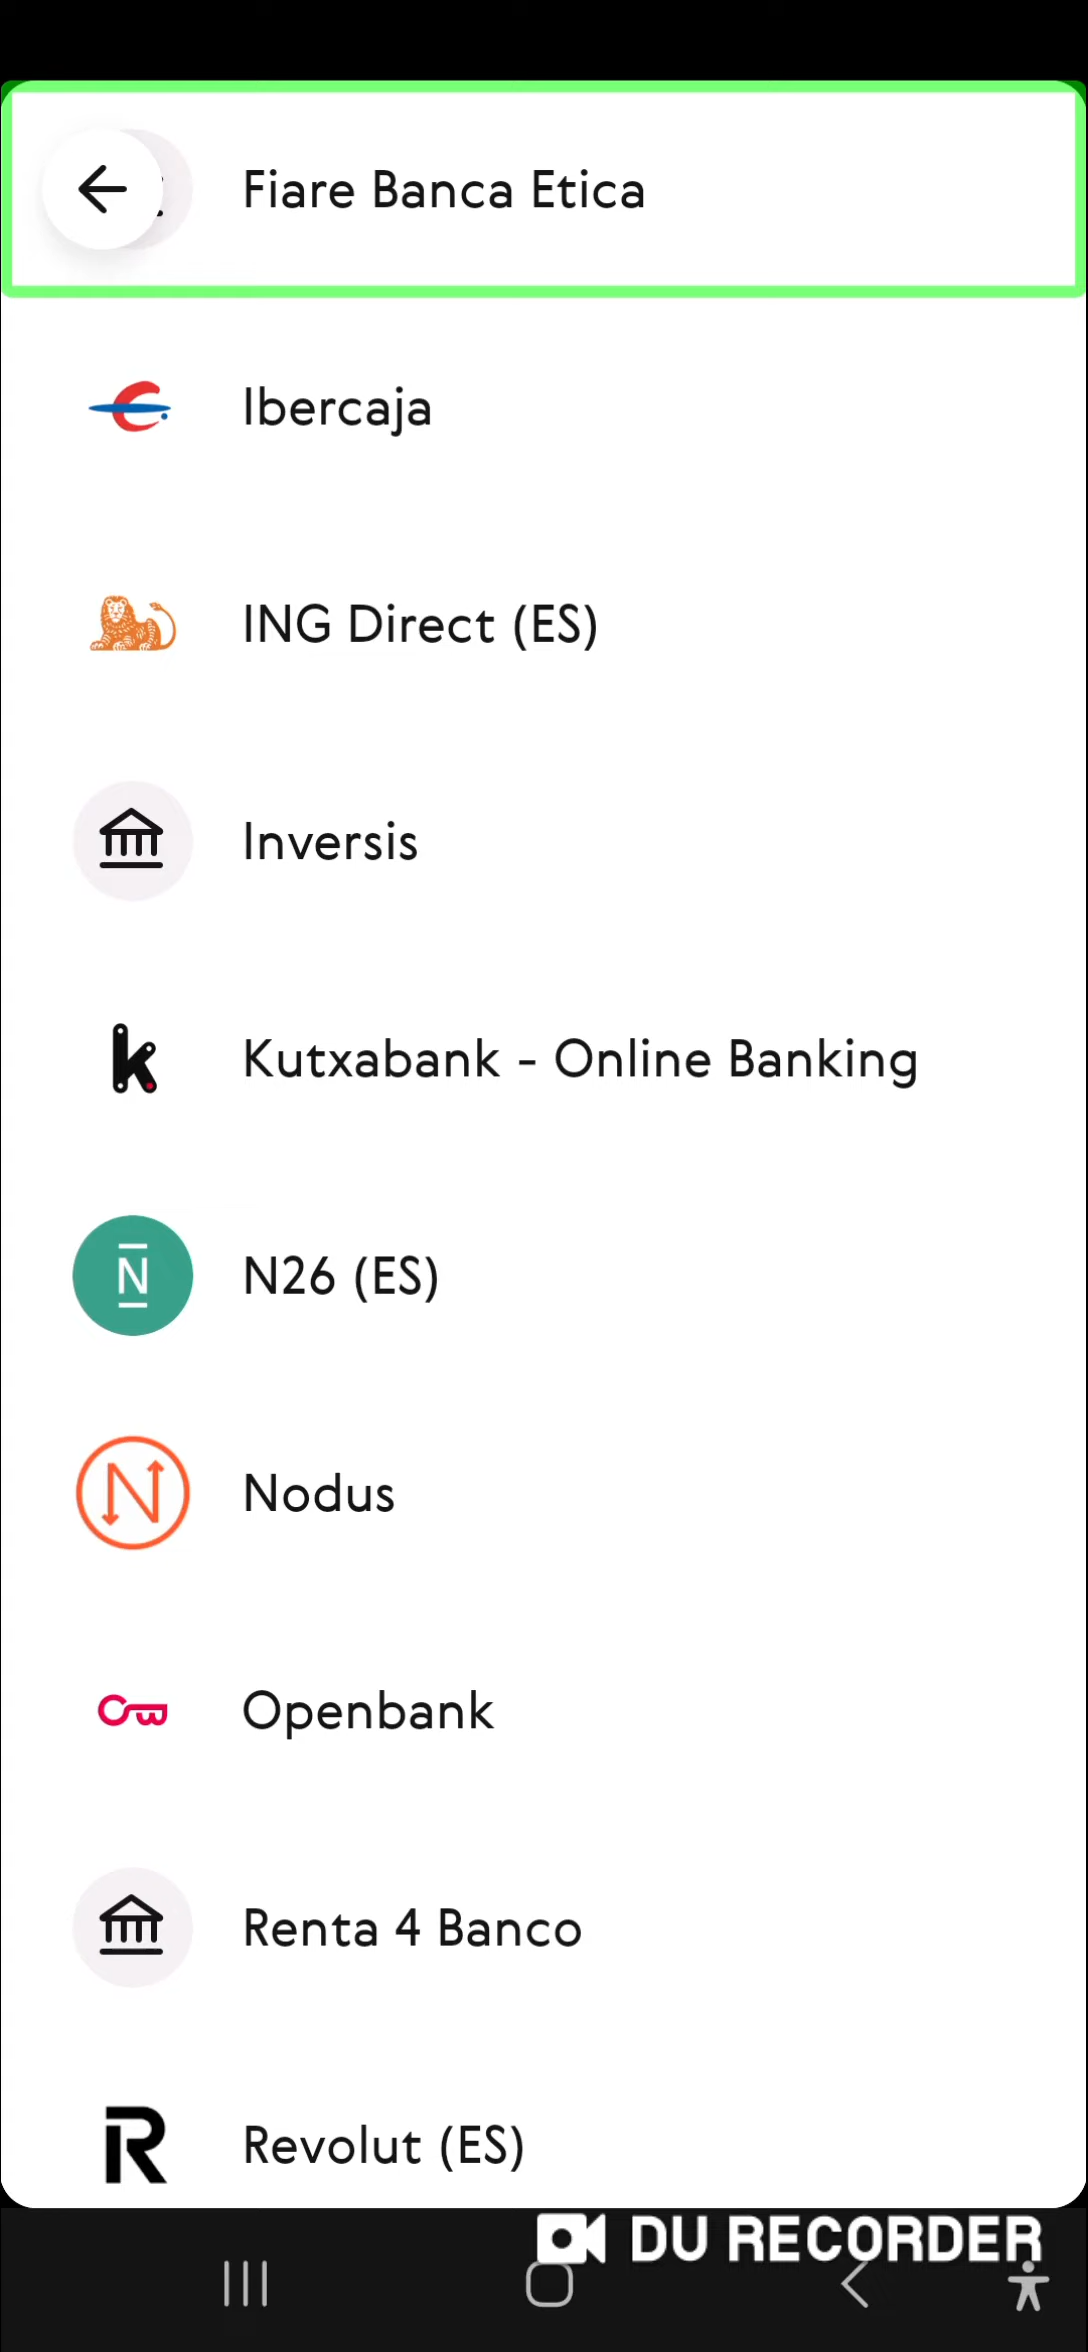 Fiare Banca Etica
Ibercaja
ING Direct (ES)
Inversis
Kutxabank - Online Banking
N26 (ES)
Nodus
Openbank
Renta 4 Banco
Revolut (ES)
DU RECORDER